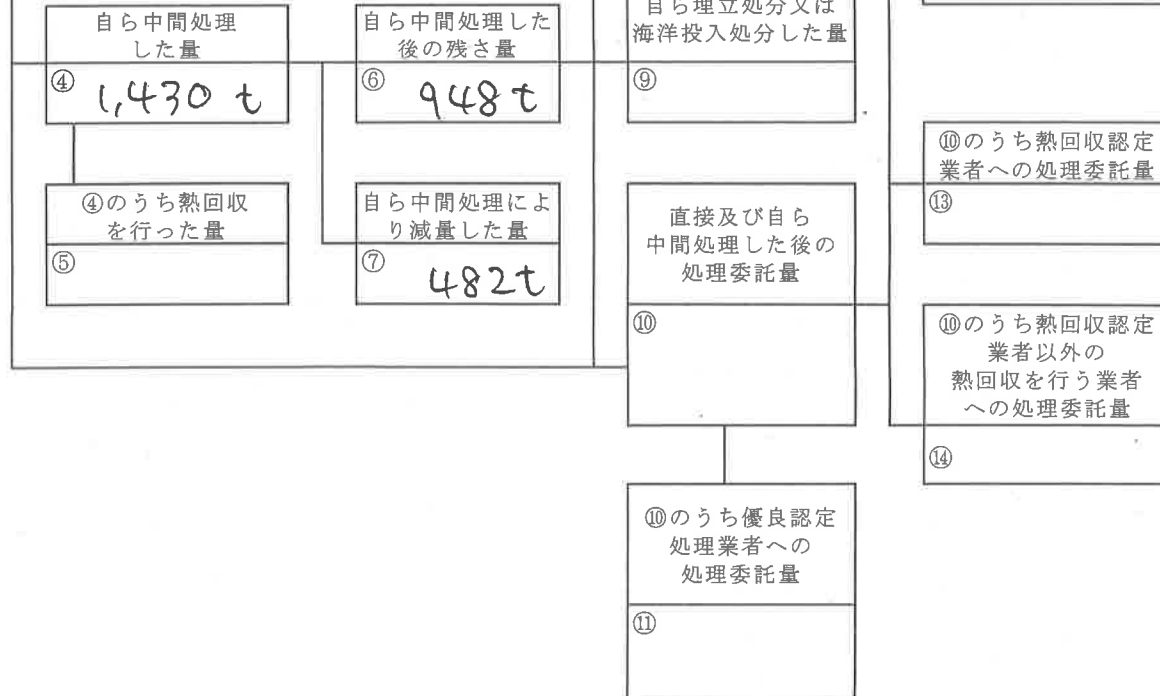 自ら中間処理
した量
④
1,430 t
自ら中間処理した
後の残さ量
⑥
948t
自ら埋立処分又は
海洋投入処分した量
⑨
⑩のうち熱回収認定
業者への処理委託量
⑬
④のうち熱回収
を行った量
⑤
自ら中間処理によ
り減量した量
⑦
482t
直接及び自ら
中間処理した後の
処理委託量
⑩
⑩のうち熱回収認定
業者以外の
熱回収を行う業者
への処理委託量
⑭
⑩のうち優良認定
処理業者への
処理委託量
⑪